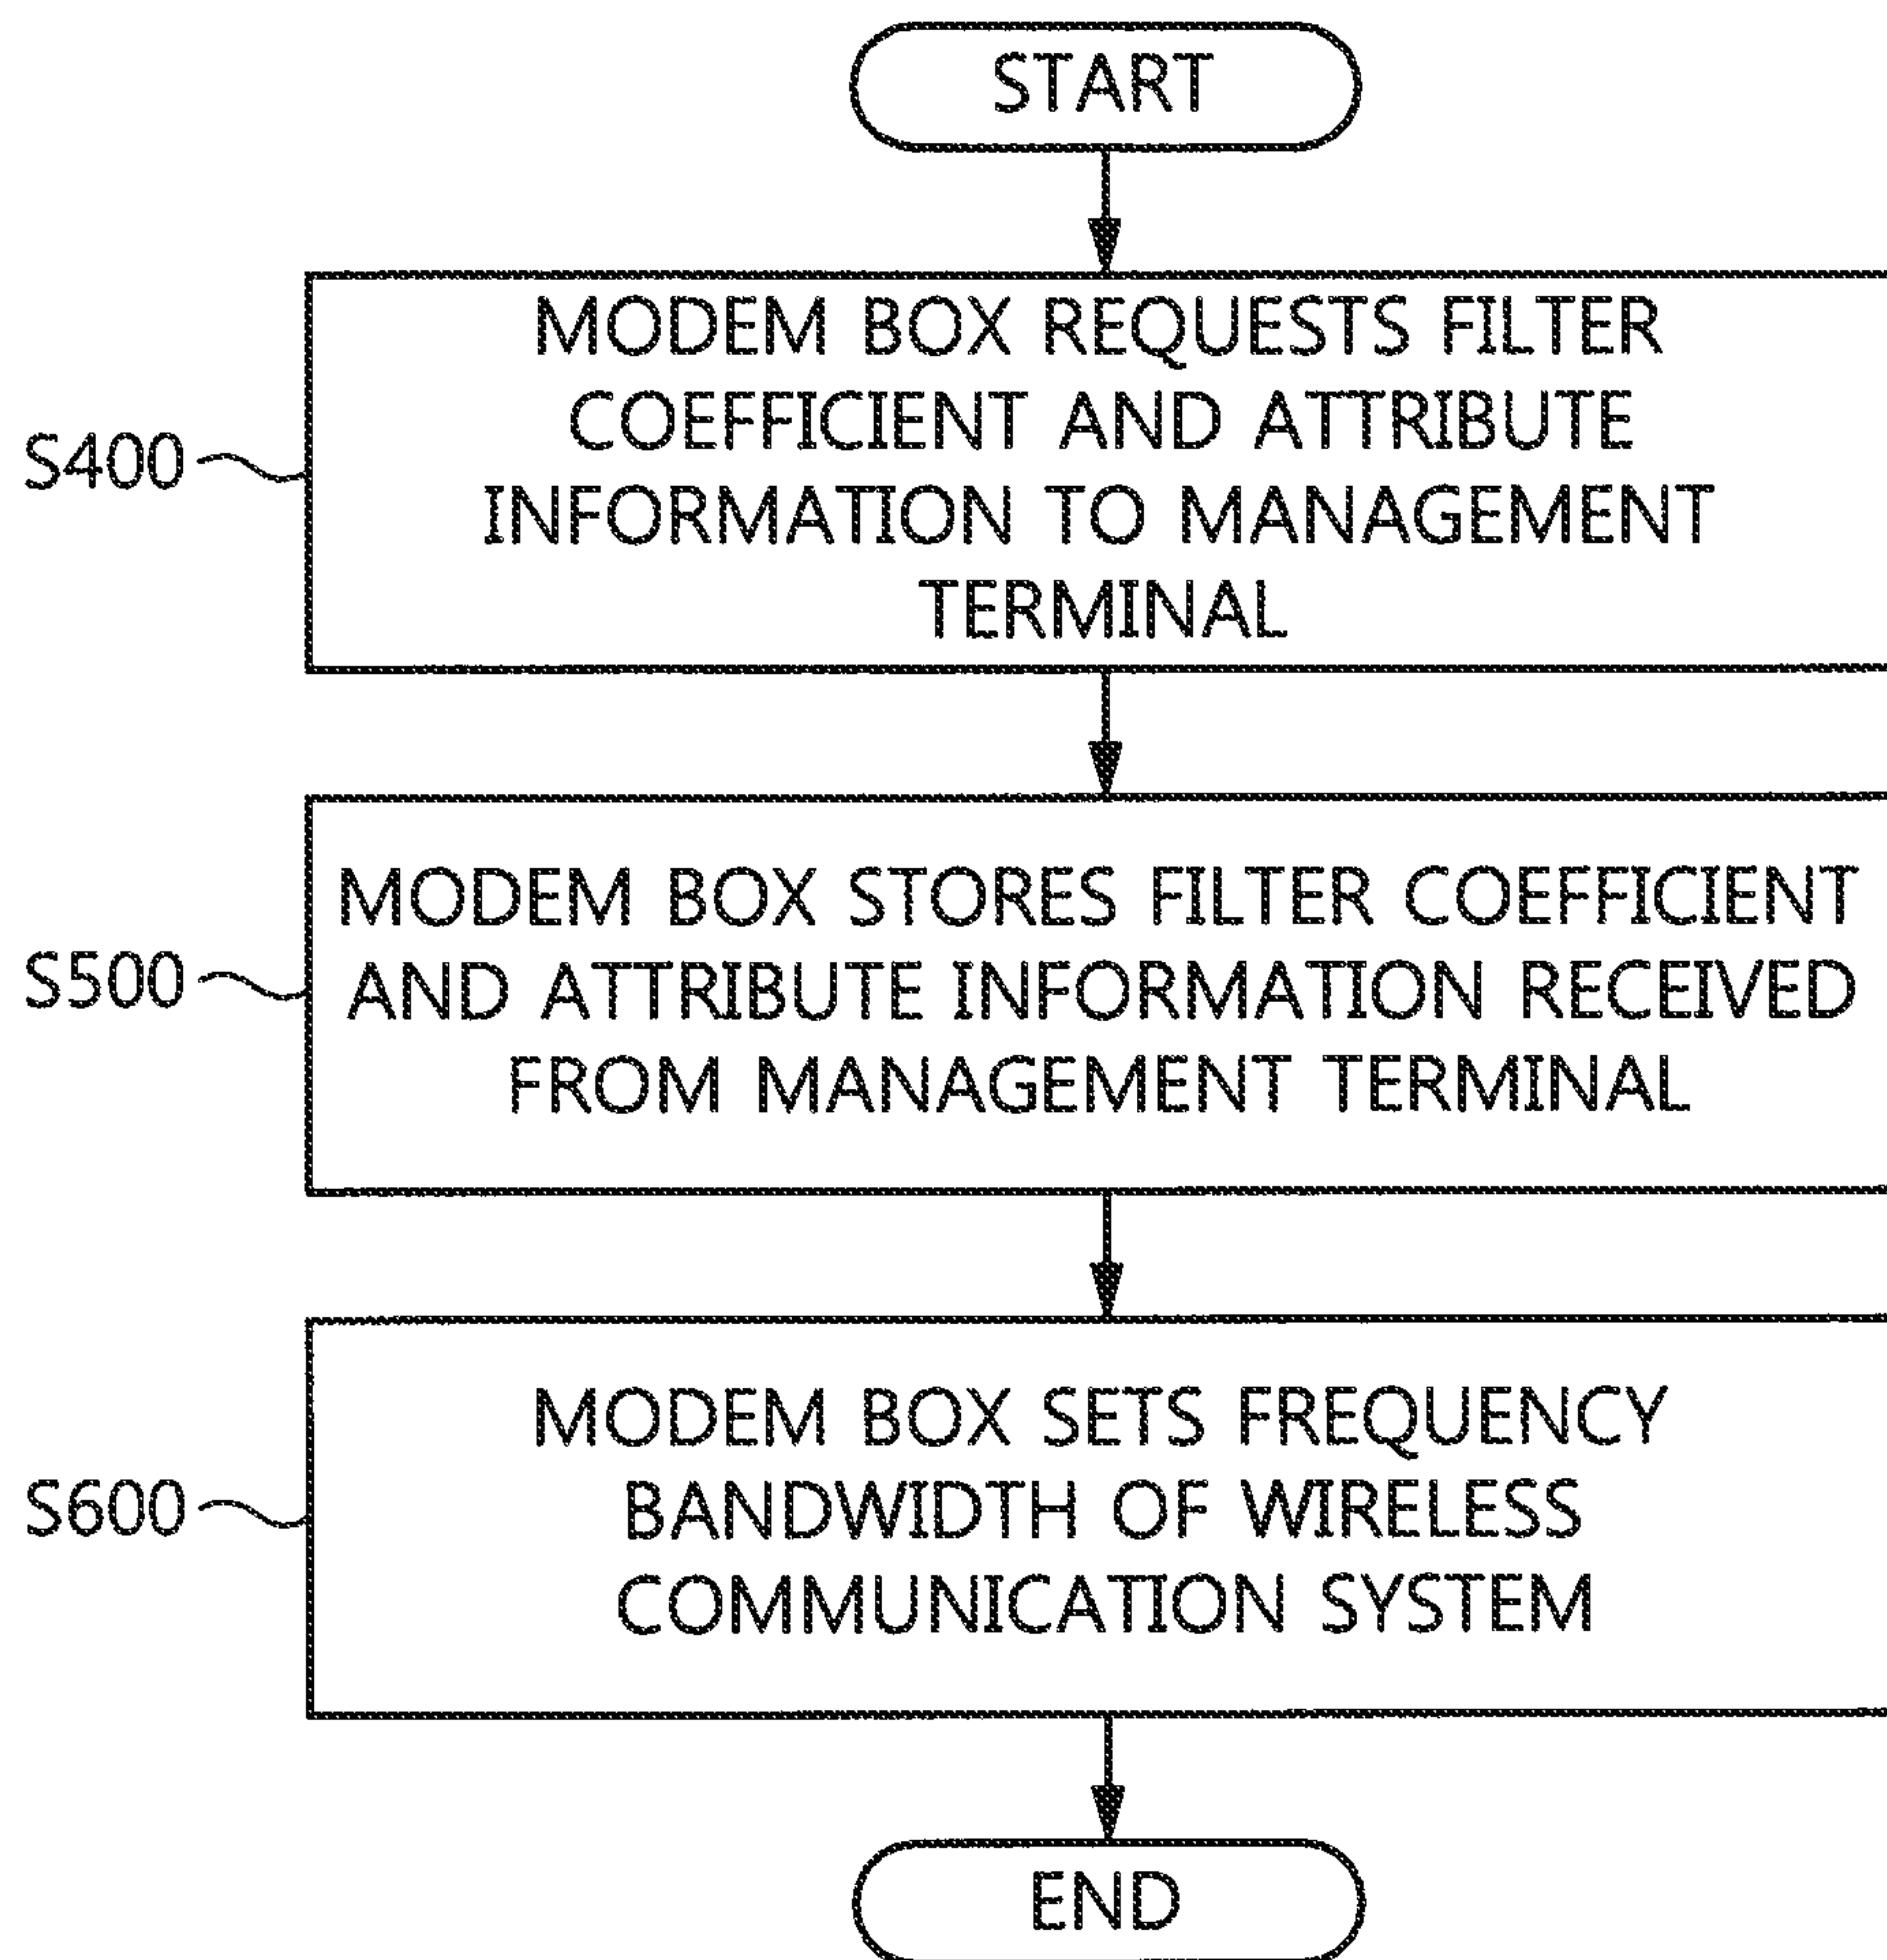 START
MODEM BOX REQUESTS FILTER
COEFFICIENT AND ATTRIBUTE
INFORMATION TO MANAGEMENT
TERMINAL
S400
MODEM BOX STORES FILTER COEFFICIENT
AND ATTRIBUTE INFORMATION RECEIVED
FROM MANAGEMENT TERMINAL
S500
MODEM BOX SETS FREQUENCY
BANDWIDTH OF WIRELESS
COMMUNICATION SYSTEM
S600
END